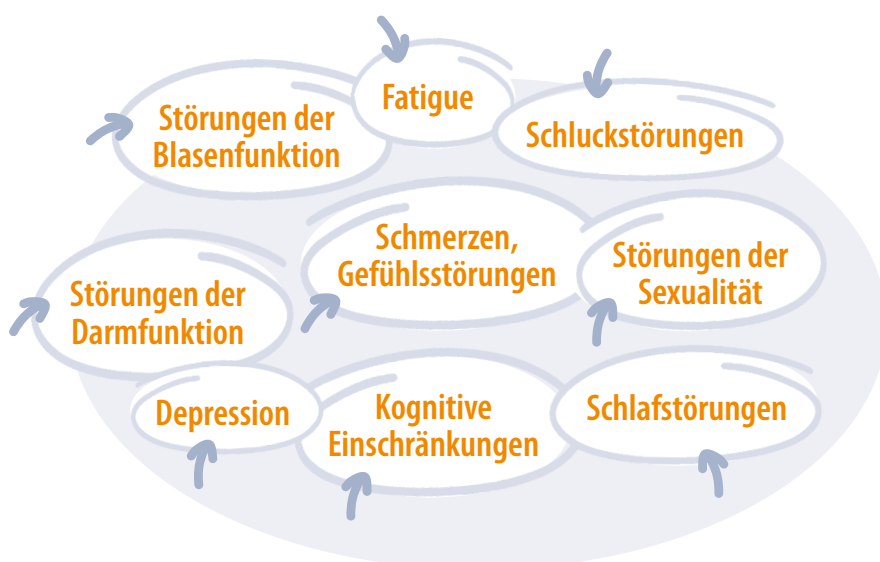 Fatigue
Störungen der
Blasenfunktion
Schluckstörungen
Schmerzen,
Gefühlsstörungen
Störungen der
Sexualität
Störungen der
Darmfunktion
Depression
Kognitive
Einschränkungen
Schlafstörungen